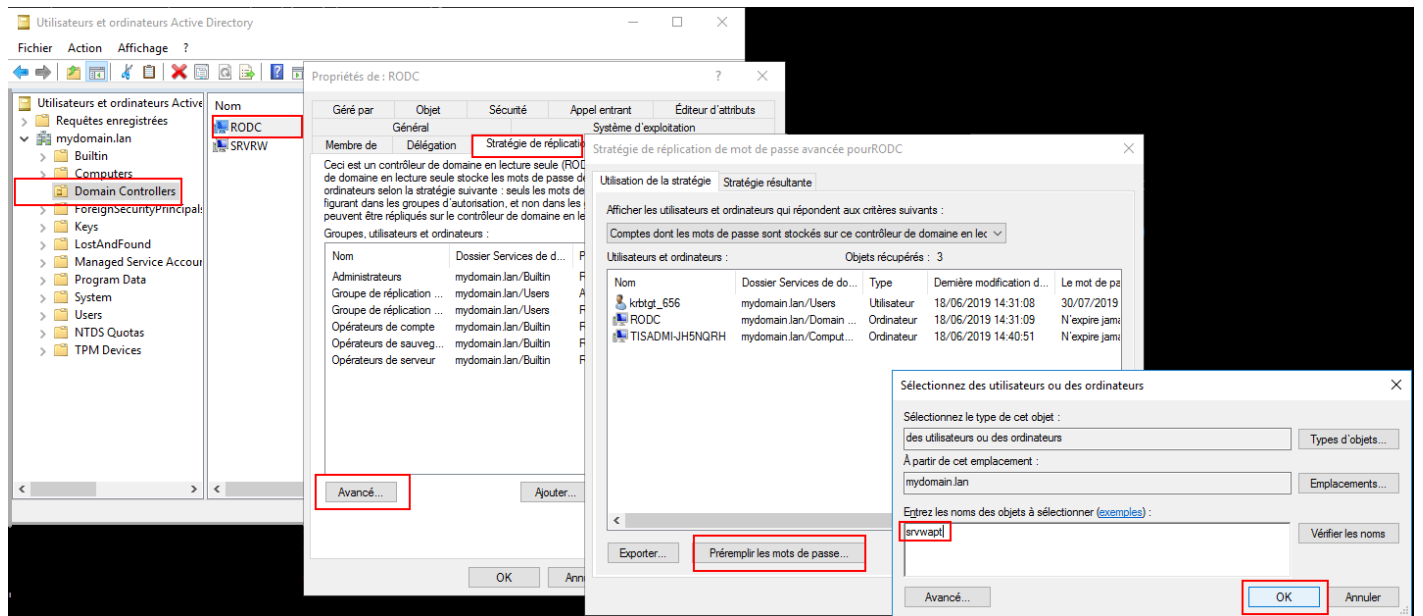 Utilisateurs et ordinateurs Active Directory
Fichier Action Affichage ?
Utilisateurs et ordinateurs Active
Requêtes enregistrées
mydomain.lan
Builtin
Computers
Domain Controllers
ForeignSecurityPrincipals
Keys
LostAndFound
Managed Service Accour
Program Data
System
Users
NTDS Quotas
TPM Devices
Nom
RODC
SRVRW
Propriétés de : RODC
Géré par Objet Sécurité Appel entrant Éditeur d'attributs
Général Système d'exploitation
Membre de Délégation Stratégie de réplicatio
Ceci est un contrôleur de domaine en lecture seule (ROD
de domaine en lecture seule stocke les mots de passe de
ordinateurs selon la stratégie suivante : seuls les mots de
figurant dans les groupes d'autorisation, et non dans les
peuvent être répliqués sur le contrôleur de domaine en le
Groupes, utilisateurs et ordinateurs :
Nom Dossier Services de d... P
Administrateurs mydomain.lan/Builtin R
Groupe de réplication ... mydomain.lan/Users A
Groupe de réplication ... mydomain.lan/Users R
Opérateurs de compte mydomain.lan/Builtin R
Opérateurs de sauveg... mydomain.lan/Builtin R
Opérateurs de serveur mydomain.lan/Builtin R
Avancé... Ajouter...
OK Ann
Stratégie de réplication de mot de passe avancée pourRODC
Utilisation de la stratégie Stratégie résultante
Afficher les utilisateurs et ordinateurs qui répondent aux critères suivants :
Comptes dont les mots de passe sont stockés sur ce contrôleur de domaine en lec
Utilisateurs et ordinateurs : Objets récupérés : 3
Nom Dossier Services de do... Type Dernière modification d... Le mot de pa
krbtgt_656 mydomain.lan/Users Utilisateur 18/06/2019 14:31:08 30/07/2019
RODC mydomain.lan/Domain ... Ordinateur 18/06/2019 14:31:09 N'expire jama
TISADMI-JH5NQRH mydomain.lan/Comput... Ordinateur 18/06/2019 14:40:51 N'expire jama
Exporter... Préremplir les mots de passe...
Sélectionnez des utilisateurs ou des ordinateurs
Sélectionnez le type de cet objet :
des utilisateurs ou des ordinateurs Types d'objets...
À partir de cet emplacement :
mydomain.lan Emplacements...
Entrez les noms des objets à sélectionner (exemples) :
srvwapt Vérifier les noms
Avancé... OK Annuler